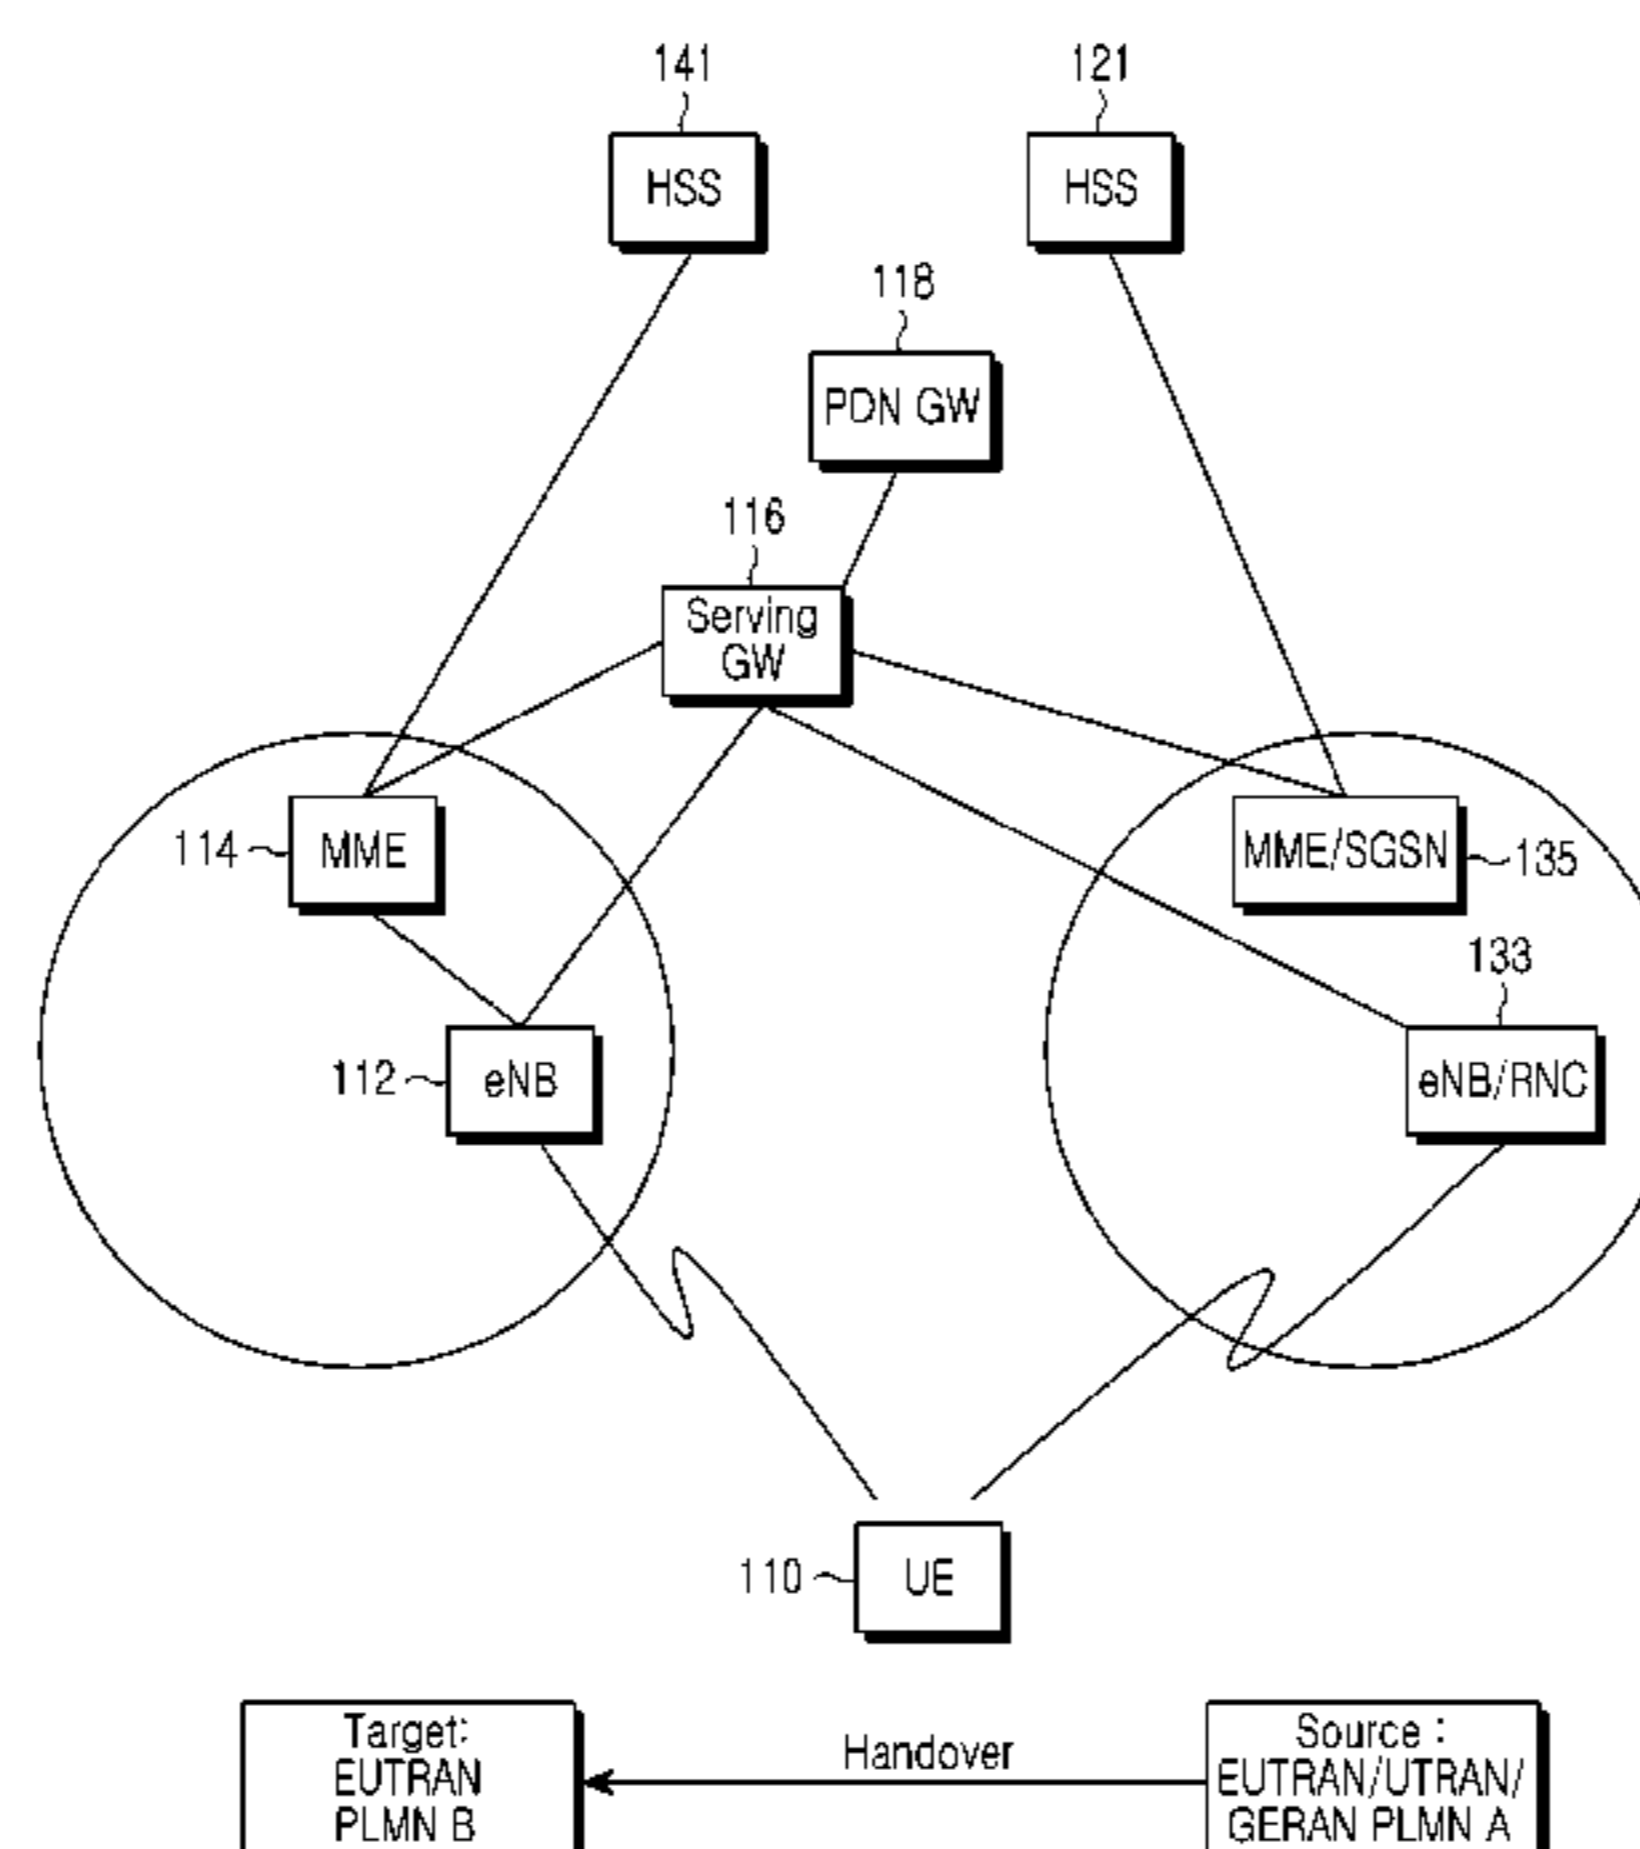 141
121
HSS
HSS
118
PDN GW
116
Serving
GW
114
MME
MME/SGSN
135
133
112
eNB
eNB/RNC
110
UE
Target:
EUTRAN
PLMN B
Handover
Source :
EUTRAN/UTRAN/
GERAN PLMN A